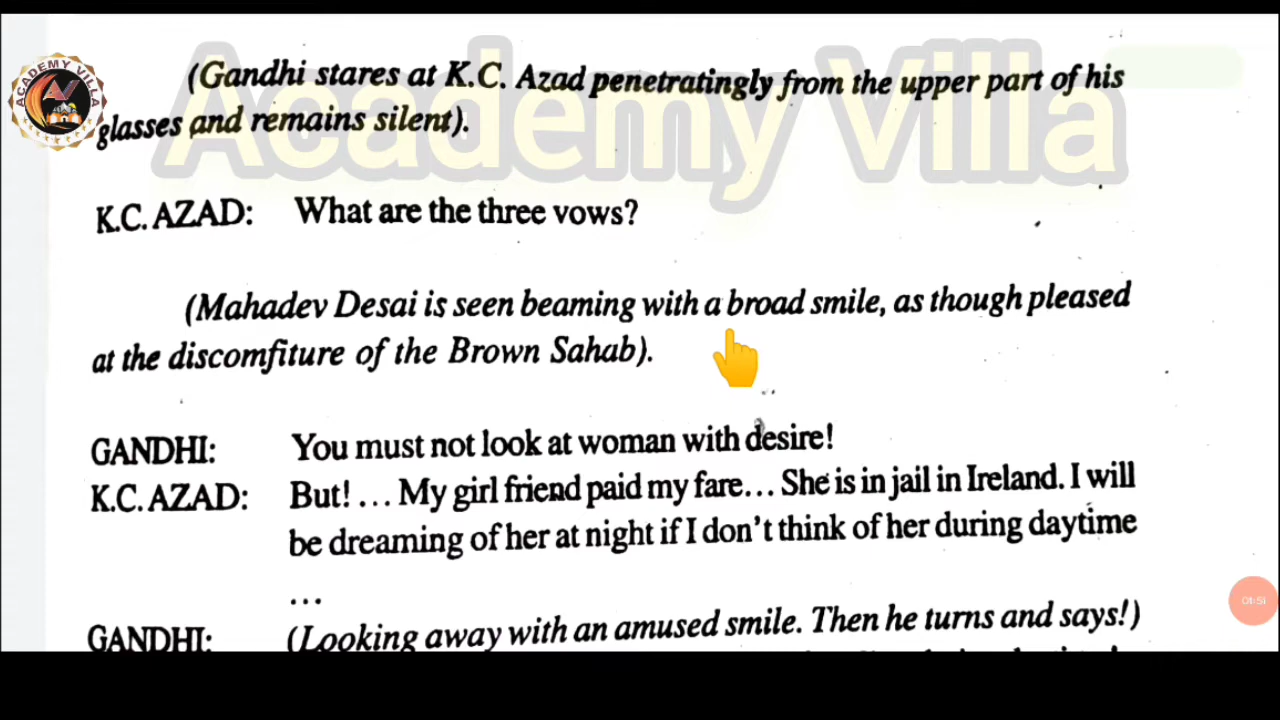 Academy Villa
ACADEMY VILLA
(Gandhi stares at K.C. Azad penetratingly from the upper part of his
glasses and remains silent).
K.C. AZAD: What are the three vows?
(Mahadev Desai is seen beaming with a broad smile, as though pleased
at the discomfiture of the Brown Sahab).
GANDHI: You must not look at woman with desire!
K.C. AZAD: But! ... My girl friend paid my fare... She is in jail in Ireland. I will
be dreaming of her at night if I don't think of her during daytime
...
GANDHI: (Looking away with an amused smile. Then he turns and says!)